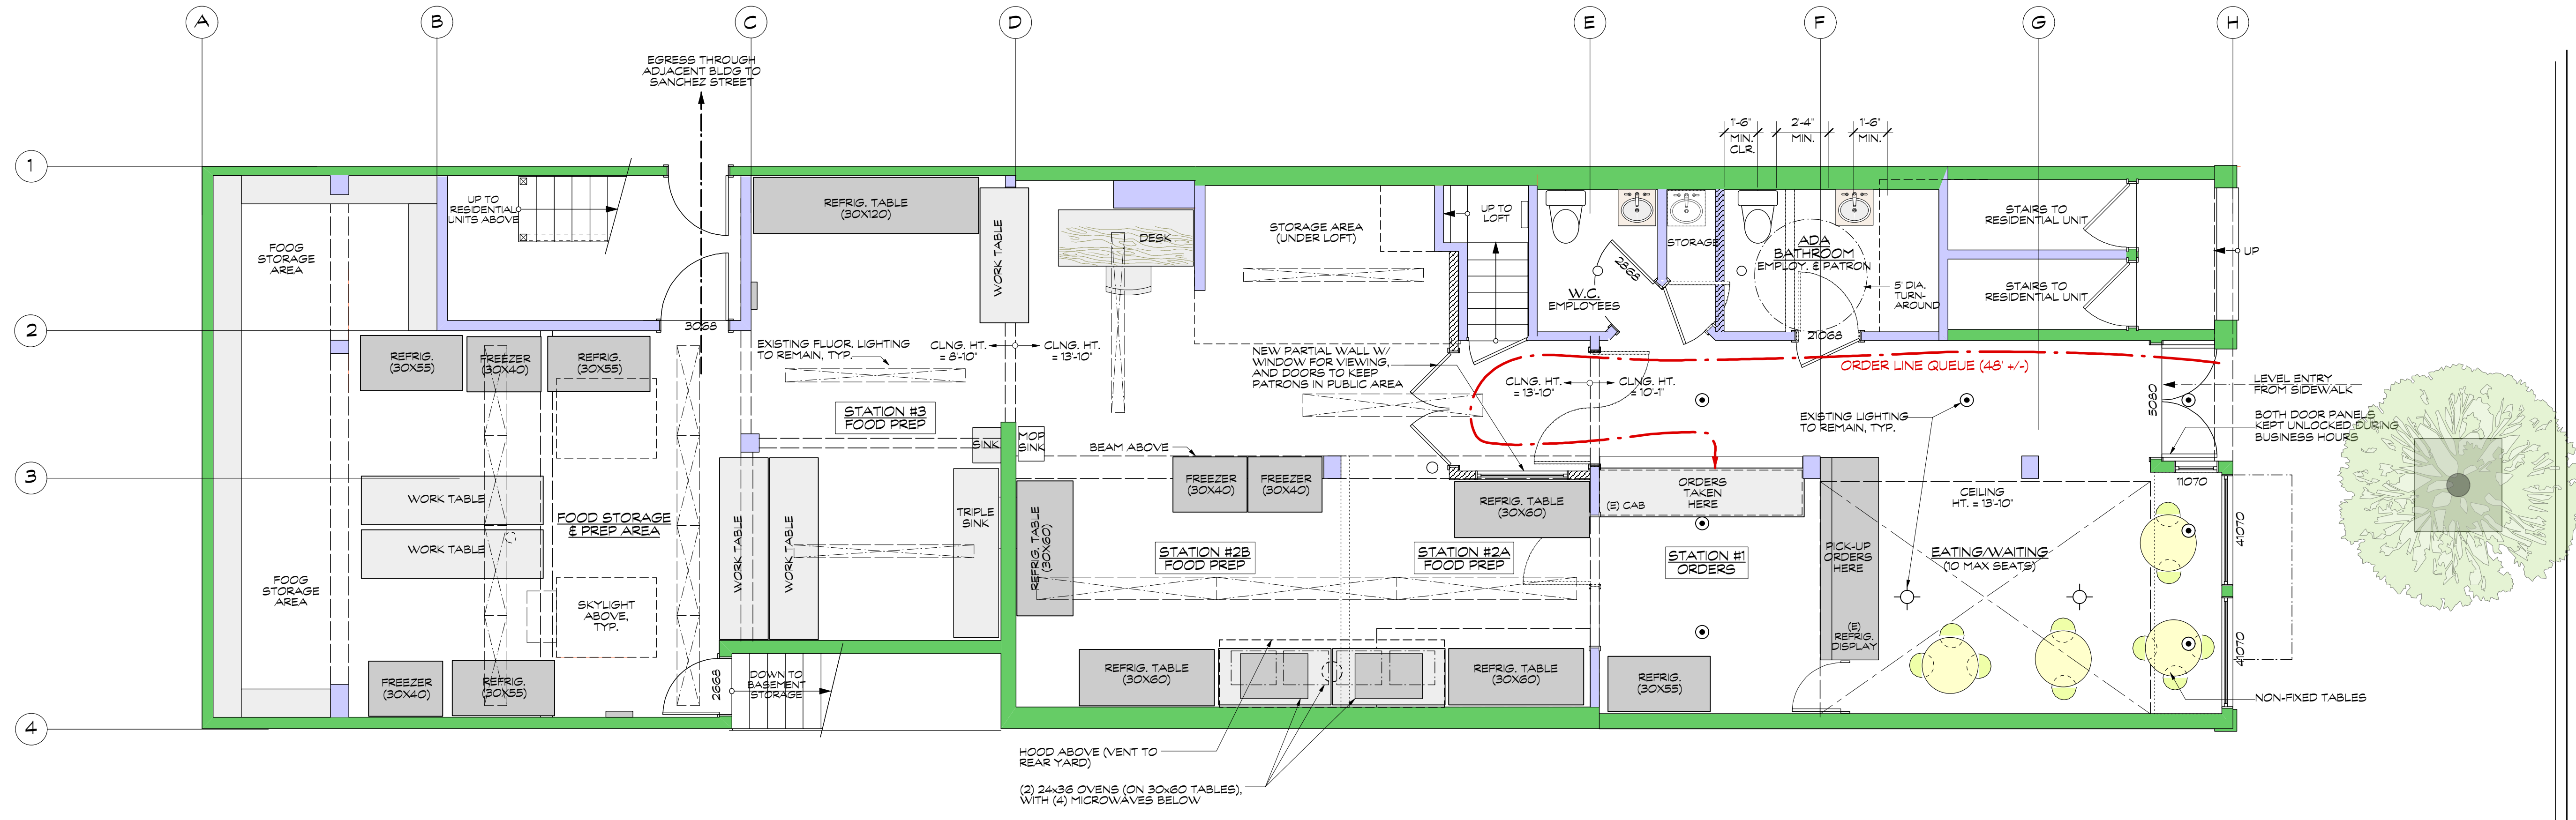 A
B
C
D
E
F
G
H
EGRESS THROUGH
ADJACENT BLDG TO
SANCHEZ STREET
1'-6"
MIN.
CLR.
2'-4"
MIN.
1'-6"
MIN.
1
UP TO
RESIDENTIAL
UNITS ABOVE
REFRIG. TABLE
(30X120)
WORK TABLE
DESK
STORAGE AREA
(UNDER LOFT)
UP TO
LOFT
STORAGE
2868
W.C.
EMPLOYEES
ADA
BATHROOM
EMPLOY. & PATRON
5' DIA.
TURN-
AROUND
STAIRS TO
RESIDENTIAL UNIT
STAIRS TO
RESIDENTIAL UNIT
UP
FOOG
STORAGE
AREA
2
3068
21068
REFRIG.
(30X55)
FREEZER
(30X40)
REFRIG.
(30X55)
EXISTING FLUOR. LIGHTING
TO REMAIN, TYP.
CLNG. HT.
= 8'-10"
CLNG. HT.
= 13'-10"
NEW PARTIAL WALL W/
WINDOW FOR VIEWING,
AND DOORS TO KEEP
PATRONS IN PUBLIC AREA
CLNG. HT.
= 13'-10"
CLNG. HT.
= 10'-1"
ORDER LINE QUEUE (48' +/-)
EXISTING LIGHTING
TO REMAIN, TYP.
5080
LEVEL ENTRY
FROM SIDEWALK
BOTH DOOR PANELS
KEPT UNLOCKED DURING
BUSINESS HOURS
STATION #3
FOOD PREP
SINK
MOP
SINK
BEAM ABOVE
3
WORK TABLE
WORK TABLE
FOOD STORAGE
& PREP AREA
WORK TABLE
WORK TABLE
TRIPLE
SINK
REFRIG. TABLE
(30X60)
FREEZER
(30X40)
FREEZER
(30X40)
REFRIG. TABLE
(30X60)
(E) CAB
ORDERS
TAKEN
HERE
CEILING
HT. = 13'-10"
11070
41070
STATION #2B
FOOD PREP
STATION #2A
FOOD PREP
STATION #1
ORDERS
PICK-UP
ORDERS
HERE
EATING/WAITING
(10 MAX SEATS)
FOOG
STORAGE
AREA
SKYLIGHT
ABOVE,
TYP.
(E)
REFRIG.
DISPLAY
41070
FREEZER
(30X40)
REFRIG.
(30X55)
2668
DOWN TO
BASEMENT
STORAGE
REFRIG. TABLE
(30X60)
REFRIG. TABLE
(30X60)
REFRIG.
(30X55)
NON-FIXED TABLES
4
HOOD ABOVE (VENT TO
REAR YARD)
(2) 24x36 OVENS (ON 30x60 TABLES),
WITH (4) MICROWAVES BELOW